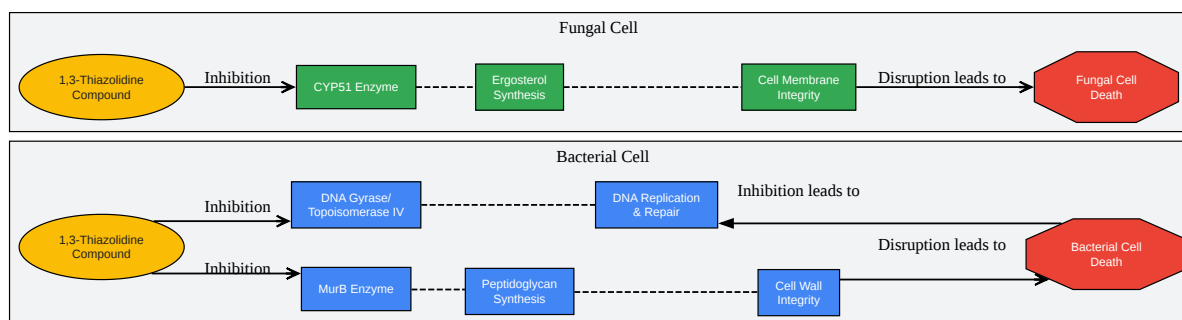 Fungal Cell
1,3-Thiazolidine
Compound
Inhibition
CYP51 Enzyme
Ergosterol
Synthesis
Cell Membrane
Integrity
Disruption leads to
Fungal Cell
Death
Bacterial Cell
1,3-Thiazolidine
Compound
Inhibition
DNA Gyrase/
Topoisomerase IV
DNA Replication
& Repair
Inhibition leads to
Inhibition
MurB Enzyme
Peptidoglycan
Synthesis
Cell Wall
Integrity
Disruption leads to
Bacterial Cell
Death